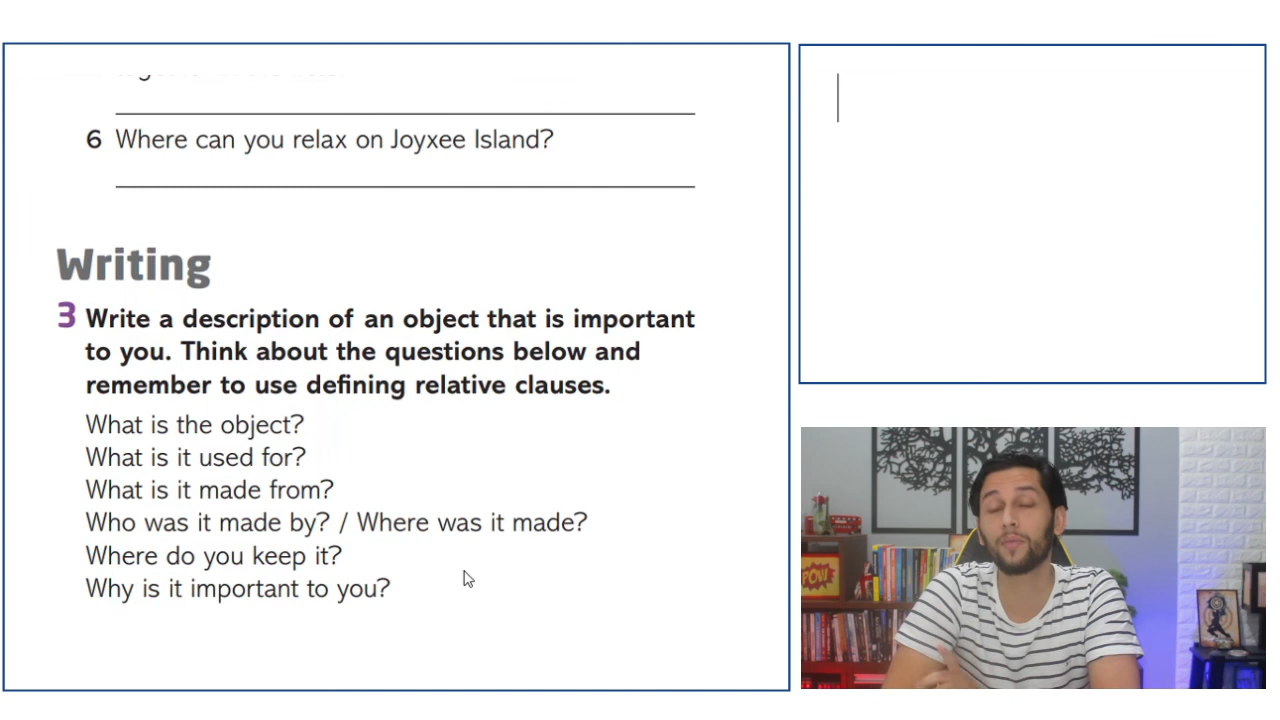 6 Where can you relax on Joyxee Island?
Writing
3 Write a description of an object that is important
to you. Think about the questions below and
remember to use defining relative clauses.
What is the object?
What is it used for?
What is it made from?
Who was it made by? / Where was it made?
Where do you keep it?
Why is it important to you?
POW